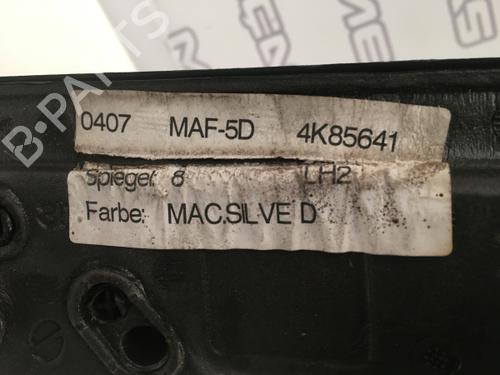 0407 MAF-5D 4K85641
Spiegel: 8 LH2
Farbe: MAC.SILVE D